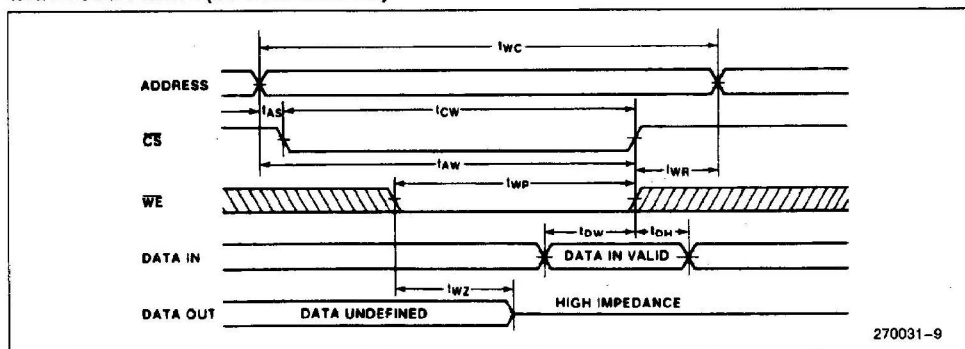 tWC
ADDRESS
tAS
tCW
CS
tAW
tWR
tWP
WE
tDW
tDH
DATA IN
DATA IN VALID
tWZ
DATA OUT
DATA UNDEFINED
HIGH IMPEDANCE
270031-9